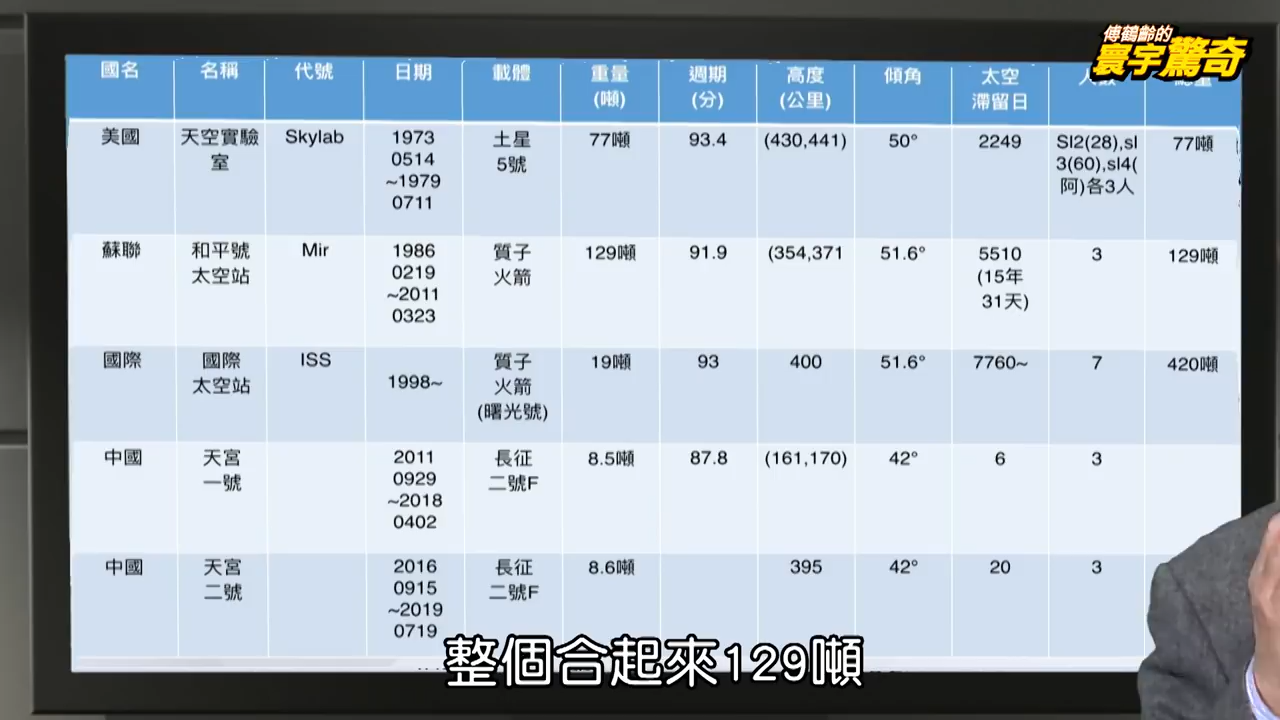 傅鶴齡的
寰宇驚奇
國名 名稱 代號 日期 載體 重量 週期 高度 傾角 太空
(噸) (分) (公里) 滯留日
美國 天空實驗 Skylab 1973 土星 77噸 93.4 (430,441) 50° 2249 Sl2(28),sl 77噸
室 0514 5號 3(60),sl4(
~1979 阿)各3人
0711
蘇聯 和平號 Mir 1986 質子 129噸 91.9 (354,371 51.6° 5510 3 129噸
太空站 0219 火箭 (15年
~2011 31天)
0323
國際 國際 ISS 1998~ 質子 19噸 93 400 51.6° 7760~ 7 420噸
太空站 火箭
(曙光號)
中國 天宮 2011 長征 8.5噸 87.8 (161,170) 42° 6 3
一號 0929 二號F
~2018
0402
中國 天宮 2016 長征 8.6噸 395 42° 20 3
二號 0915 二號F
~2019
0719
整個合起來129噸